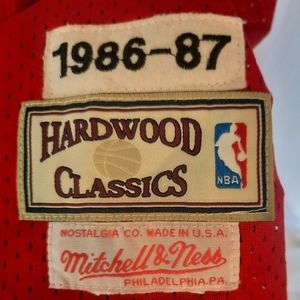 1986-87
HARDWOOD
CLASSICS
NBA
NOSTALGIA CO. MADE IN U.S.A.
Mitchell & Ness
PHILADELPHIA, PA.